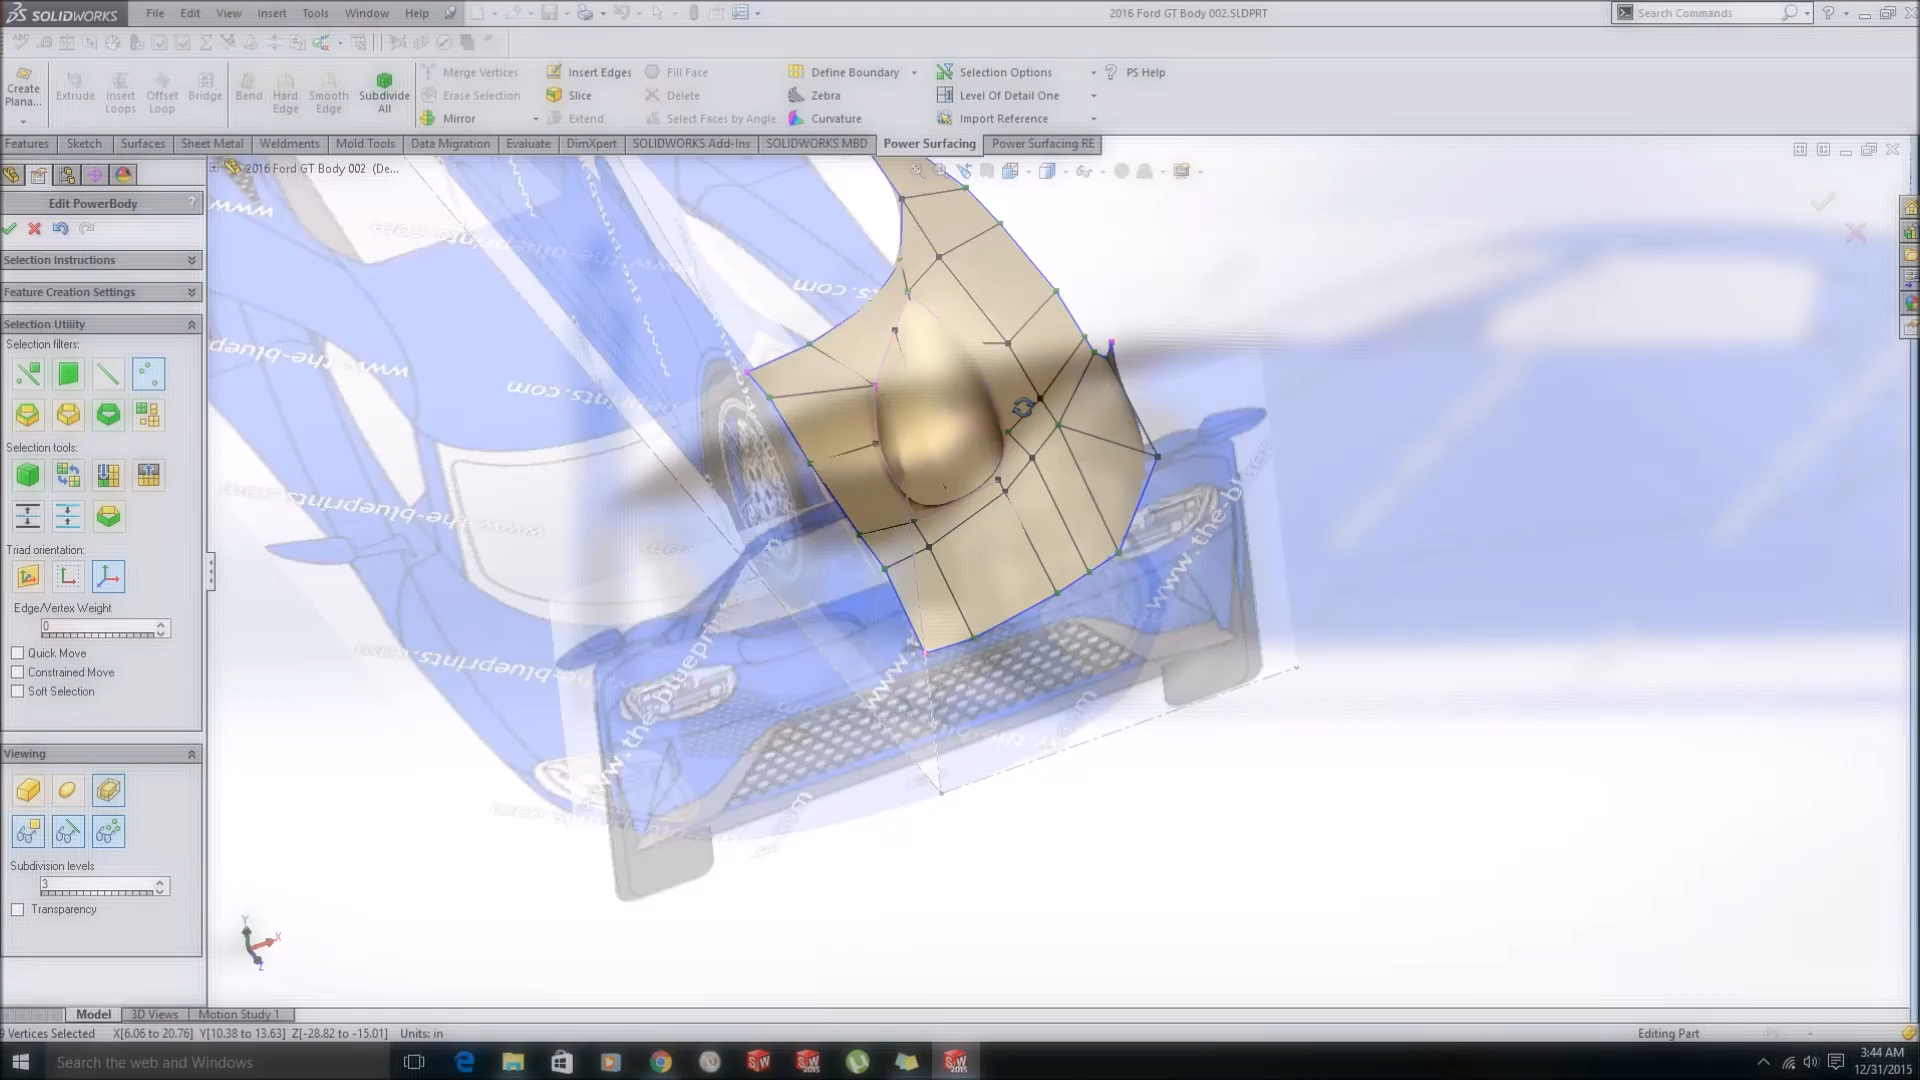 SOLIDWORKS File Edit View Insert Tools Window Help 2016 Ford GT Body 002.SLDPRT Search Commands
Create Plana... Extrude Insert Loops Offset Loop Bridge Bend Hard Edge Smooth Edge Subdivide All
Merge Vertices Insert Edges Fill Face Define Boundary Selection Options PS Help
Erase Selection Slice Delete Zebra Level Of Detail One
Mirror Extend Select Faces by Angle Curvature Import Reference
Features Sketch Surfaces Sheet Metal Weldments Mold Tools Data Migration Evaluate DimXpert SOLIDWORKS Add-Ins SOLIDWORKS MBD Power Surfacing Power Surfacing RE
2016 Ford GT Body 002 (De...
Edit PowerBody ?
Selection Instructions
Feature Creation Settings
Selection Utility
Selection filters:
Selection tools:
Triad orientation:
Edge/Vertex Weight
0
Quick Move
Constrained Move
Soft Selection
Viewing
Subdivision levels
3
Transparency
Y
X
Z
Model 3D Views Motion Study 1
9 Vertices Selected X[6.06 to 20.76] Y[10.38 to 13.63] Z[-28.82 to -15.01] Units: in Editing Part
Search the web and Windows
3:44 AM
12/31/2015